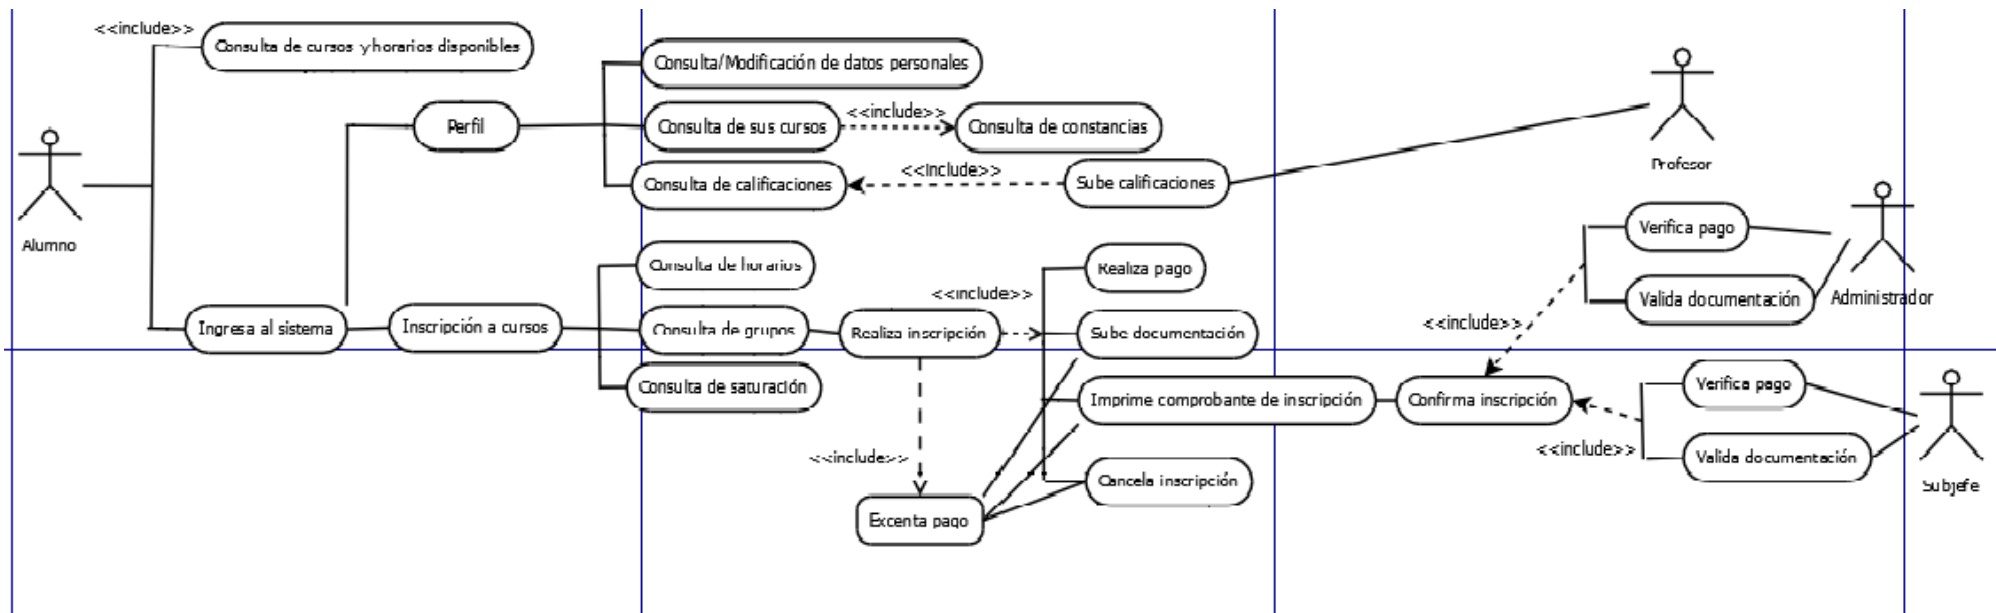 <<include>>
Consulta de cursos y horarios disponibles
Consulta/Modificación de datos personales
Perfil
Consulta de sus cursos
<<include>>
Consulta de constancias
Consulta de calificaciones
<<include>>
Sube calificaciones
Profesor
Alumno
Verifica pago
Valida documentación
Administrador
Consulta de horarios
Realiza pago
<<include>>
Ingresa al sistema
Inscripción a cursos
Consulta de grupos
Realiza inscripción
Sube documentación
<<include>>
Consulta de saturación
Imprime comprobante de inscripción
Confirma inscripción
Verifica pago
<<include>>
Valida documentación
Subjefe
<<include>>
Cancela inscripción
Excenta pago